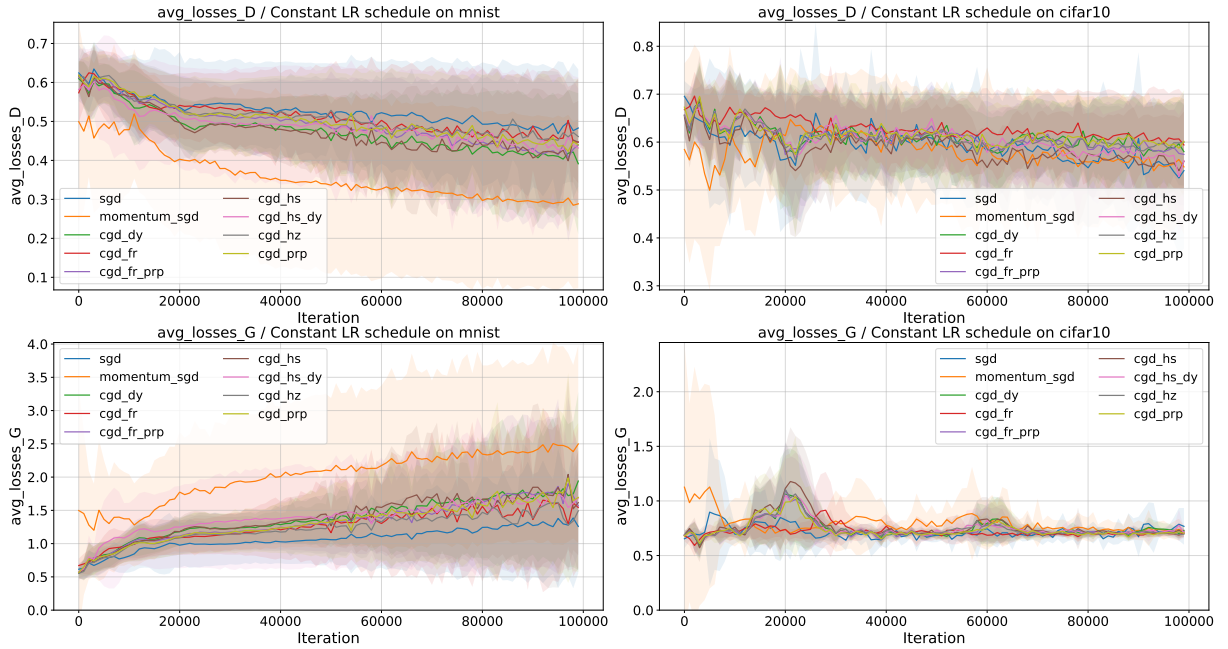 avg_losses_D / Constant LR schedule on mnist
avg_losses_D
0.7
0.6
0.5
0.4
0.3
0.2
0.1
sgd
momentum_sgd
cgd_dy
cgd_fr
cgd_fr_prp
cgd_hs
cgd_hs_dy
cgd_hz
cgd_prp
0 20000 40000 60000 80000 100000
Iteration
avg_losses_D / Constant LR schedule on cifar10
avg_losses_D
0.8
0.7
0.6
0.5
0.4
0.3
sgd
momentum_sgd
cgd_dy
cgd_fr
cgd_fr_prp
cgd_hs
cgd_hs_dy
cgd_hz
cgd_prp
0 20000 40000 60000 80000 100000
Iteration
avg_losses_G / Constant LR schedule on mnist
avg_losses_G
4.0
3.5
3.0
2.5
2.0
1.5
1.0
0.5
0.0
sgd
momentum_sgd
cgd_dy
cgd_fr
cgd_fr_prp
cgd_hs
cgd_hs_dy
cgd_hz
cgd_prp
0 20000 40000 60000 80000 100000
Iteration
avg_losses_G / Constant LR schedule on cifar10
avg_losses_G
2.0
1.5
1.0
0.5
0.0
sgd
momentum_sgd
cgd_dy
cgd_fr
cgd_fr_prp
cgd_hs
cgd_hs_dy
cgd_hz
cgd_prp
0 20000 40000 60000 80000 100000
Iteration